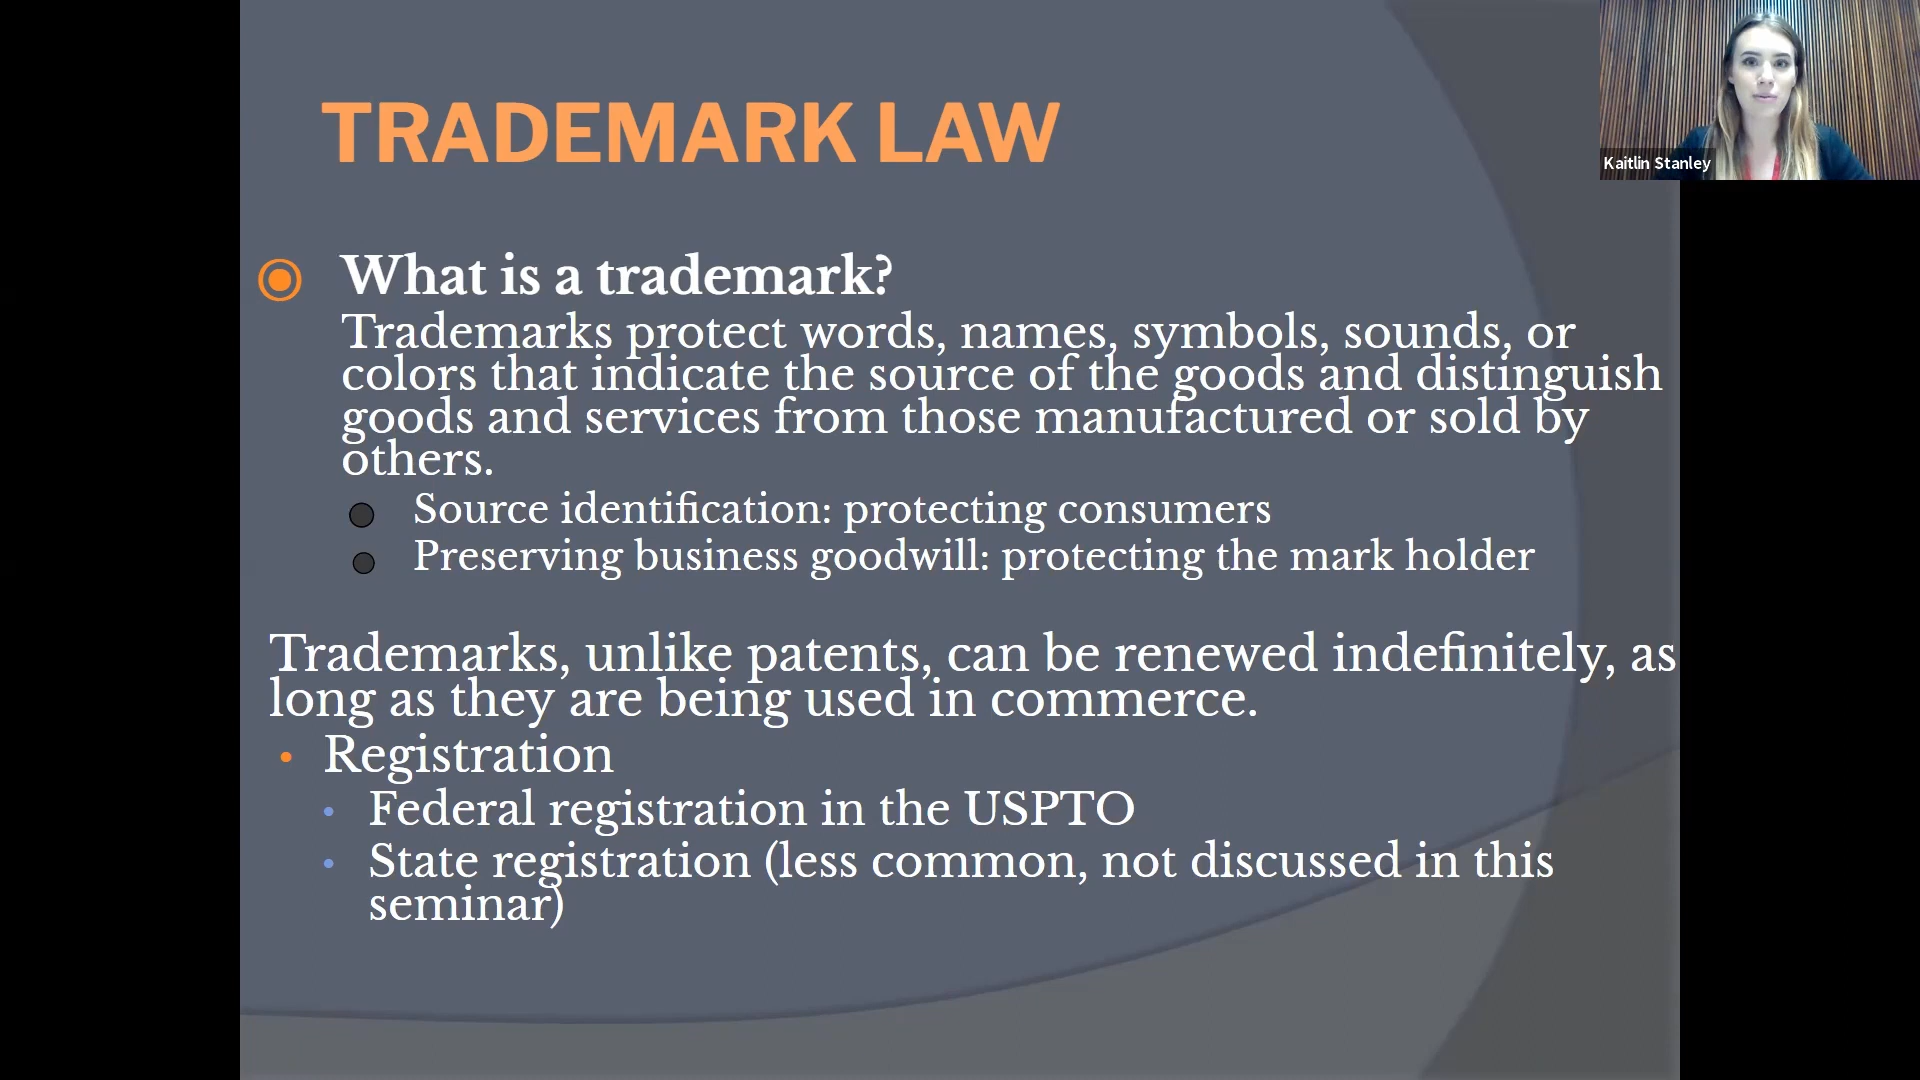 TRADEMARK LAW
Kaitlin Stanley
What is a trademark?
Trademarks protect words, names, symbols, sounds, or
colors that indicate the source of the goods and distinguish
goods and services from those manufactured or sold by
others.
Source identification: protecting consumers
Preserving business goodwill: protecting the mark holder
Trademarks, unlike patents, can be renewed indefinitely, as
long as they are being used in commerce.
• Registration
• Federal registration in the USPTO
• State registration (less common, not discussed in this
seminar)